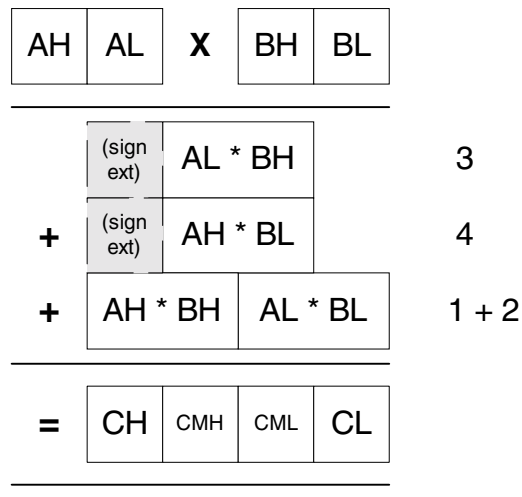 AH AL X BH BL
(sign ext) AL * BH 3
+ (sign ext) AH * BL 4
+ AH * BH AL * BL 1 + 2
= CH CMH CML CL